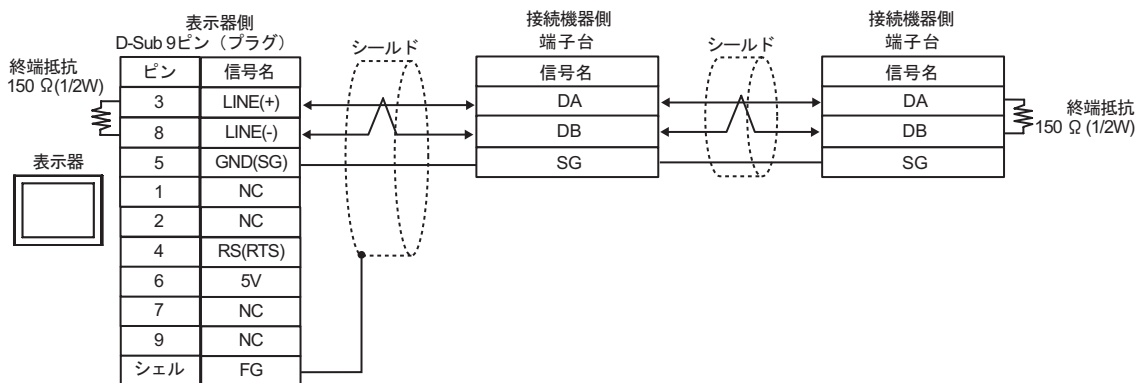 表示器側
D-Sub 9ピン（プラグ）
終端抵抗
150 Ω(1/2W)
表示器
ピン 信号名
3 LINE(+)
8 LINE(-)
5 GND(SG)
1 NC
2 NC
4 RS(RTS)
6 5V
7 NC
9 NC
シェル FG
シールド
接続機器側
端子台
信号名
DA
DB
SG
シールド
接続機器側
端子台
信号名
DA
DB
SG
終端抵抗
150 Ω (1/2W)